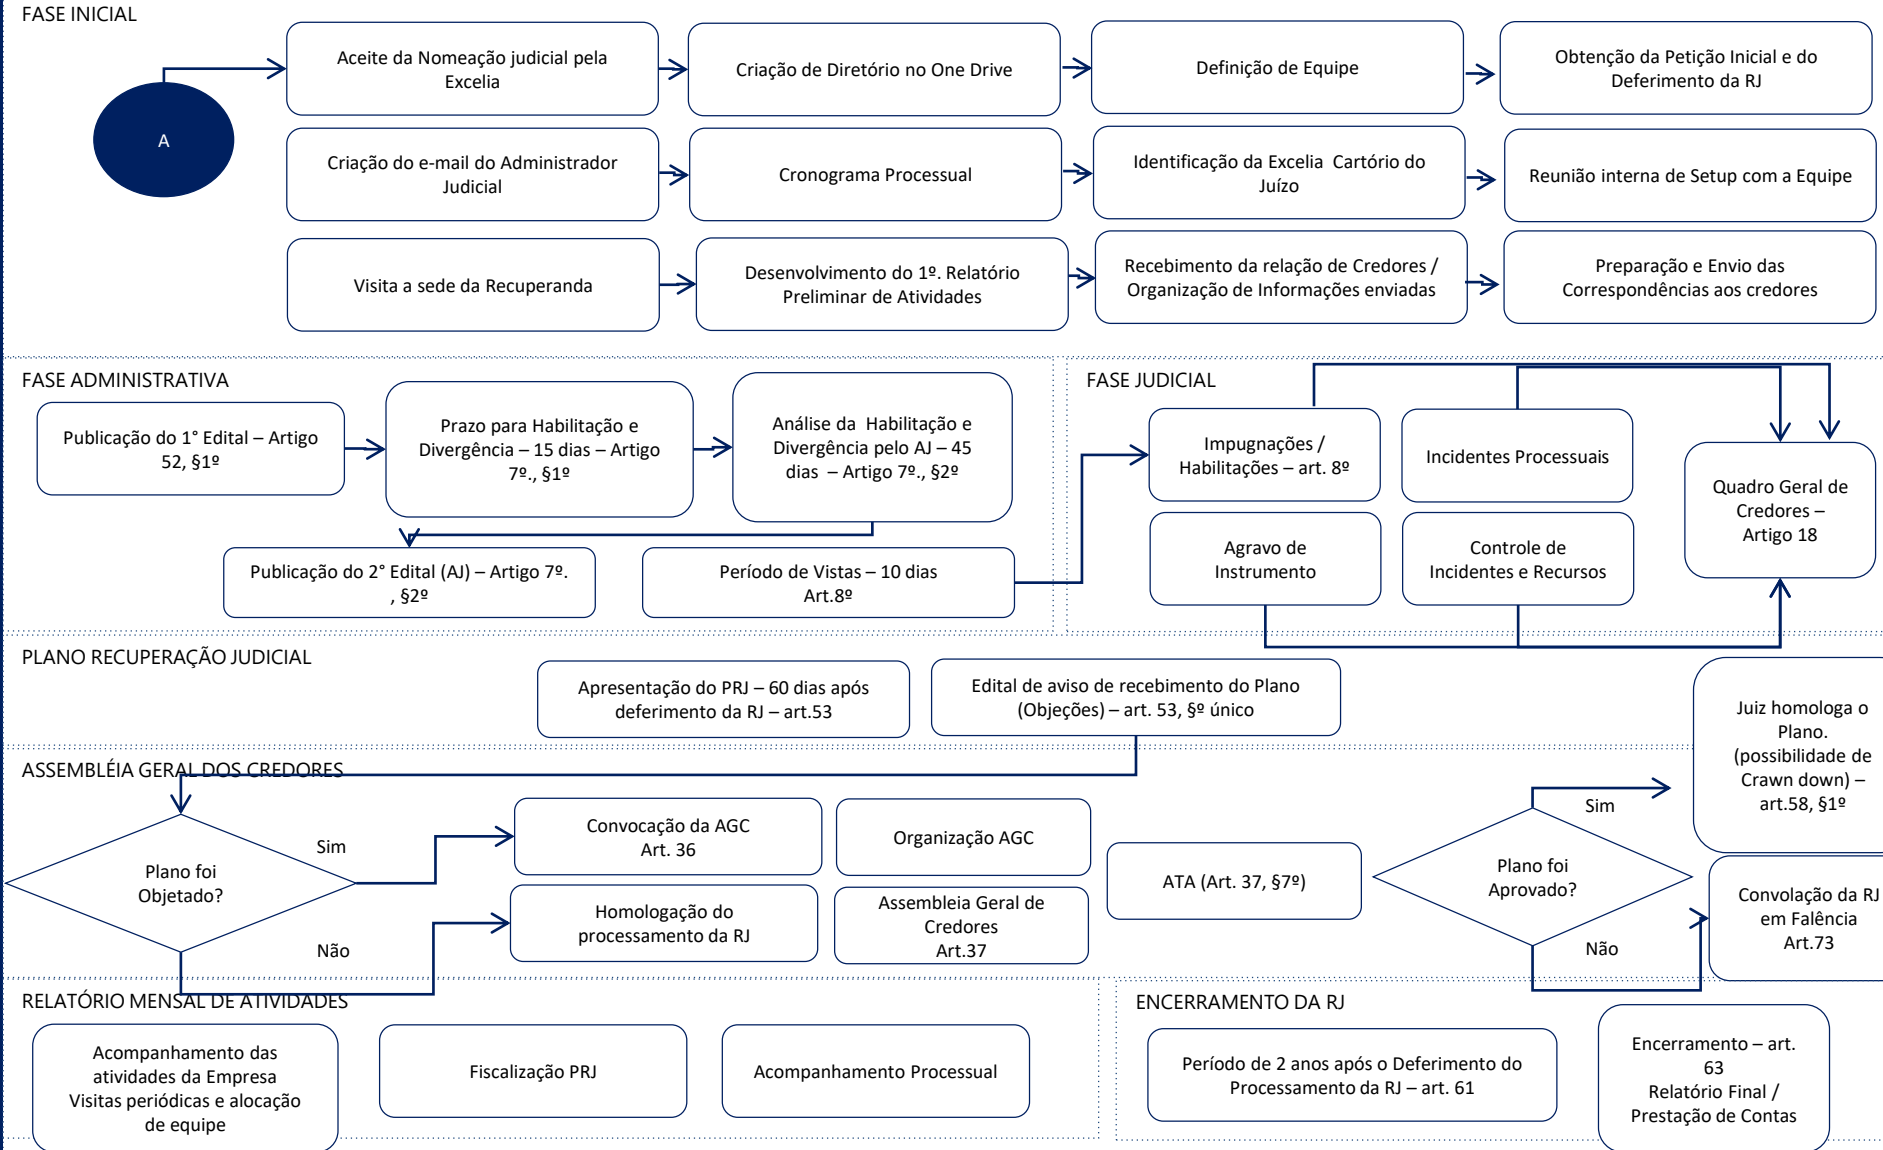 FASE INICIAL
Aceite da Nomeação judicial pela
Excelia
Criação de Diretório no One Drive
Definição de Equipe
Obtenção da Petição Inicial e do
Deferimento da RJ
A
Criação do e-mail do Administrador
Judicial
Cronograma Processual
Identificação da Excelia  Cartório do
Juízo
Reunião interna de Setup com a Equipe
Visita a sede da Recuperanda
Desenvolvimento do 1º. Relatório
Preliminar de Atividades
Recebimento da relação de Credores /
Organização de Informações enviadas
Preparação e Envio das
Correspondências aos credores
FASE ADMINISTRATIVA
Publicação do 1° Edital – Artigo
52, §1º
Prazo para Habilitação e
Divergência – 15 dias – Artigo
7º., §1º
Análise da  Habilitação e
Divergência pelo AJ – 45
dias  – Artigo 7º., §2º
Publicação do 2° Edital (AJ) – Artigo 7º.
, §2º
Período de Vistas – 10 dias
Art.8º
FASE JUDICIAL
Impugnações /
Habilitações – art. 8º
Incidentes Processuais
Agravo de
Instrumento
Controle de
Incidentes e Recursos
Quadro Geral de
Credores –
Artigo 18
PLANO RECUPERAÇÃO JUDICIAL
Apresentação do PRJ – 60 dias após
deferimento da RJ – art.53
Edital de aviso de recebimento do Plano
(Objeções) – art. 53, §º único
Juiz homologa o
Plano.
(possibilidade de
Crawn down) –
art.58, §1º
ASSEMBLÉIA GERAL DOS CREDORES
Plano foi
Objetado?
Sim
Não
Convocação da AGC
Art. 36
Organização AGC
Homologação do
processamento da RJ
Assembleia Geral de
Credores
Art.37
ATA (Art. 37, §7º)
Plano foi
Aprovado?
Sim
Não
Convolação da RJ
em Falência
Art.73
RELATÓRIO MENSAL DE ATIVIDADES
Acompanhamento das
atividades da Empresa
Visitas periódicas e alocação
de equipe
Fiscalização PRJ
Acompanhamento Processual
ENCERRAMENTO DA RJ
Período de 2 anos após o Deferimento do
Processamento da RJ – art. 61
Encerramento – art.
63
Relatório Final /
Prestação de Contas